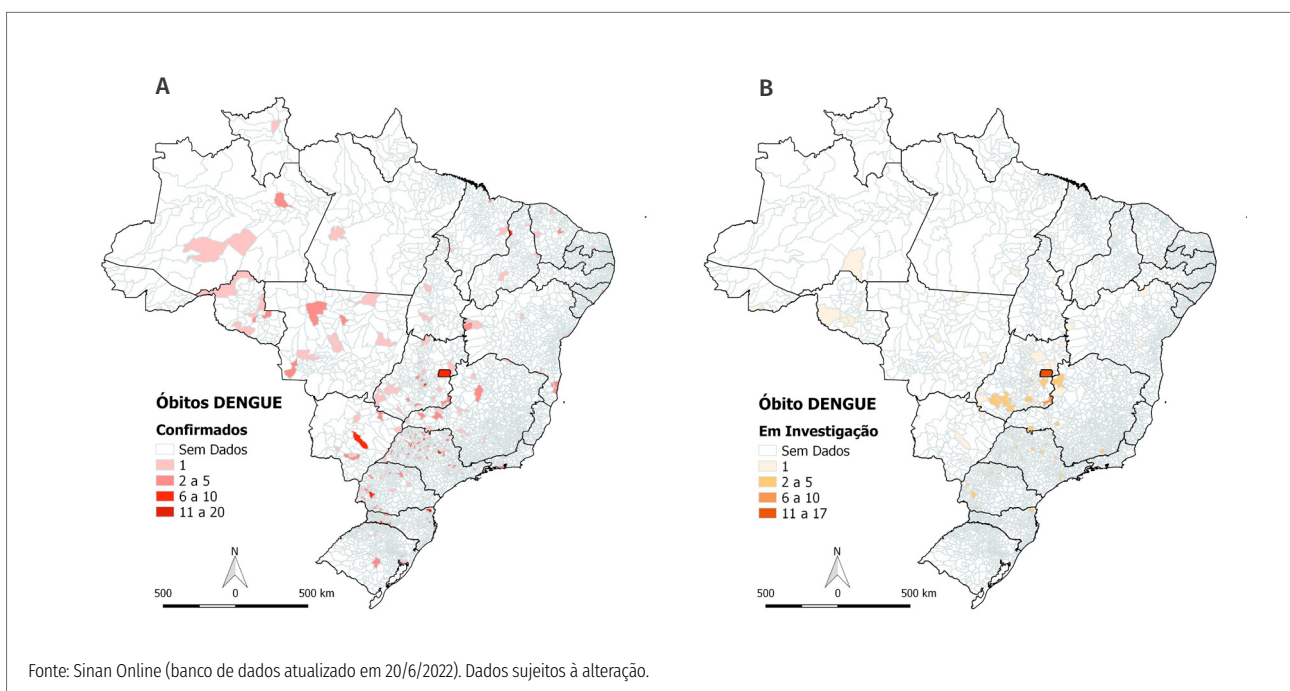 A
Óbitos DENGUE
Confirmados
Sem Dados
1
2 a 5
6 a 10
11 a 20
N
500 0 500 km
B
Óbito DENGUE
Em Investigação
Sem Dados
1
2 a 5
6 a 10
11 a 17
N
500 0 500 km
Fonte: Sinan Online (banco de dados atualizado em 20/6/2022). Dados sujeitos à alteração.